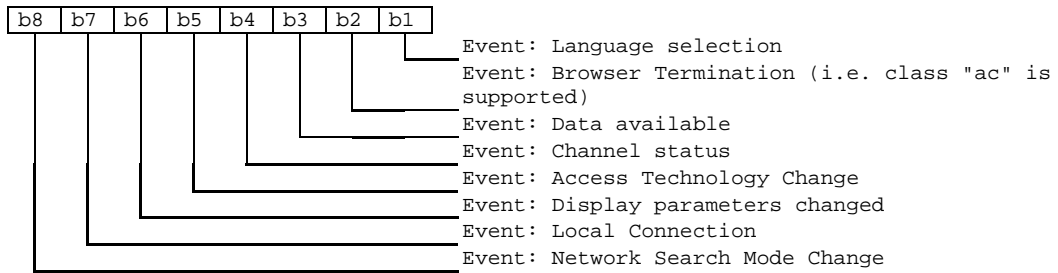 b8 b7 b6 b5 b4 b3 b2 b1
Event: Language selection
Event: Browser Termination (i.e. class "ac" is
supported)
Event: Data available
Event: Channel status
Event: Access Technology Change
Event: Display parameters changed
Event: Local Connection
Event: Network Search Mode Change